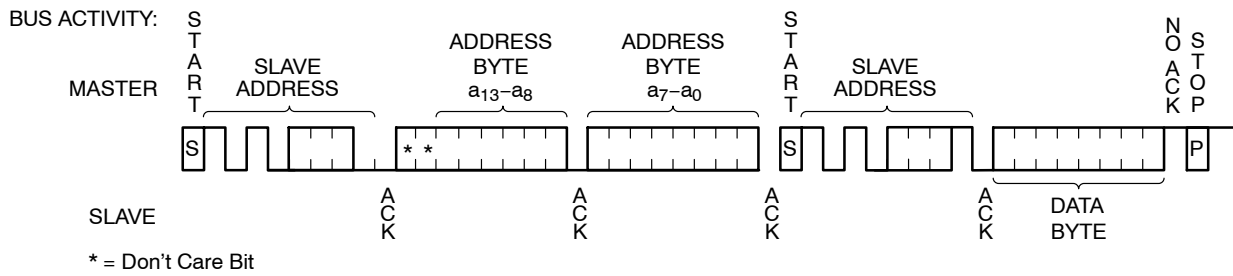 BUS ACTIVITY:
MASTER
START
SLAVE
ADDRESS
ADDRESS
BYTE
a13–a8
ADDRESS
BYTE
a7–a0
START
SLAVE
ADDRESS
NO ACK
STOP
S
* *
S
P
SLAVE
ACK
ACK
ACK
ACK
DATA
BYTE
* = Don't Care Bit